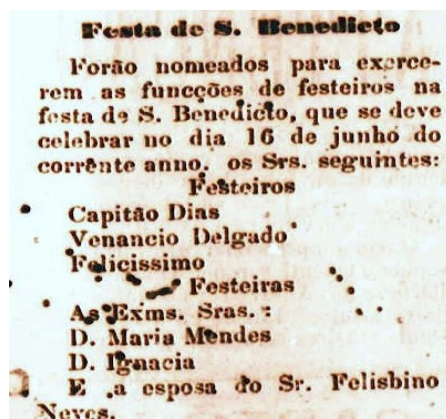 Festa de S. Benedicto
Forão nomeados para exerce-
rem as funcções de festeiros na
festa de S. Benedicto, que se deve
celebrar no dia 16 de junho do
corrente anno. os Srs. seguintes:
Festeiros
Capitão Dias
Venancio Delgado
Felicissimo
Festeiras
As Exms. Sras. :
D. Maria Mendes
D. Ignacia
E a esposa do Sr. Felisbino
Neves.